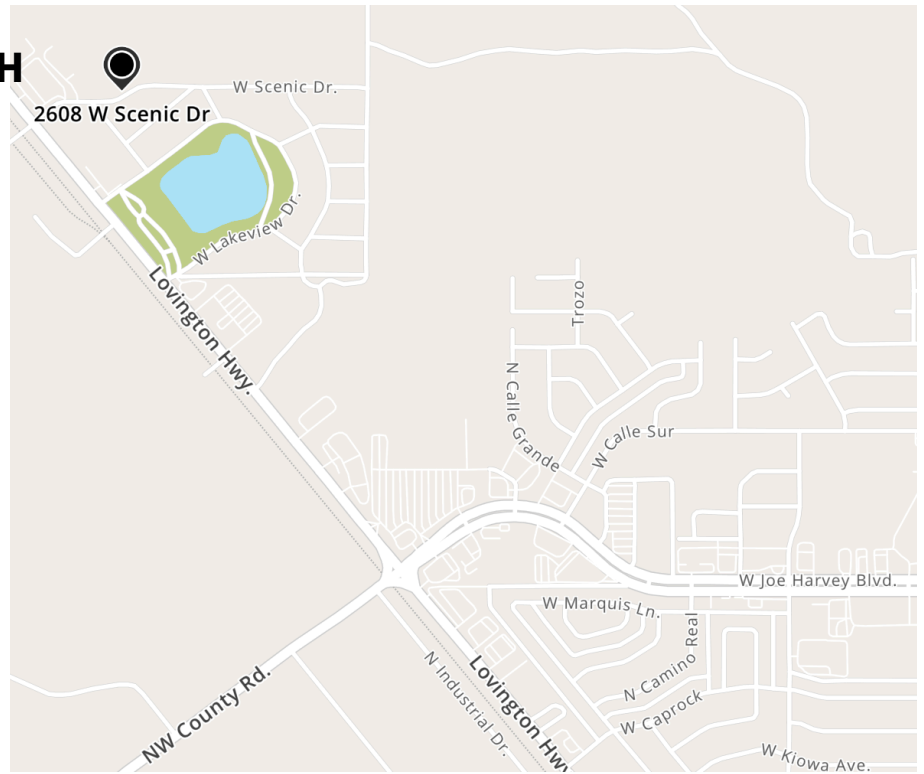 H
2608 W Scenic Dr
W Scenic Dr.
W Lakeview Dr.
Lovington Hwy.
Trozo
N Calle Grande
W Calle Sur
W Joe Harvey Blvd.
W Marquis Ln.
N Camino Real
W Caprock
W Kiowa Ave.
NW County Rd.
N Industrial Dr.
Lovington Hwy